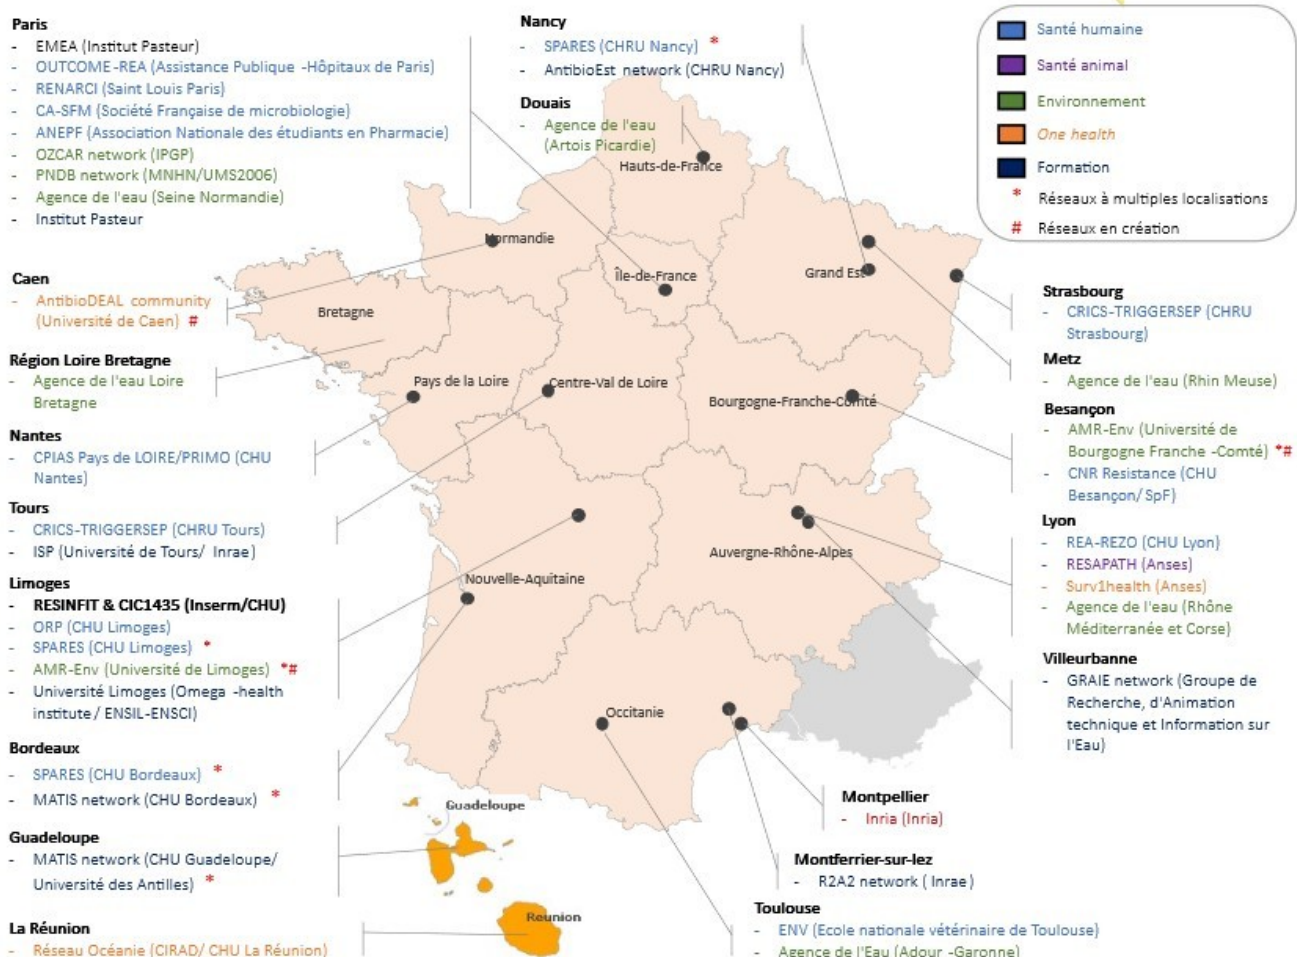 Paris
- EMEA (Institut Pasteur)
- OUTCOME -REA (Assistance Publique -Hôpitaux de Paris)
- RENARCI (Saint Louis Paris)
- CA-SFM (Société Française de microbiologie)
- ANEPF (Association Nationale des étudiants en Pharmacie)
- OZCAR network (IPGP)
- PNDB network (MNHN/UMS2006)
- Agence de l'eau (Seine Normandie)
- Institut Pasteur
Caen
- AntibioDEAL community
(Université de Caen) #
Région Loire Bretagne
- Agence de l'eau Loire
Bretagne
Nantes
- CPIAS Pays de LOIRE/PRIMO (CHU
Nantes)
Tours
- CRICS-TRIGGERSEP (CHRU Tours)
- ISP (Université de Tours/ Inrae)
Limoges
- RESINFIT & CIC1435 (Inserm/CHU)
- ORP (CHU Limoges)
- SPARES (CHU Limoges) *
- AMR-Env (Université de Limoges) *#
- Université Limoges (Omega -health
institute / ENSIL-ENSCI)
Bordeaux
- SPARES (CHU Bordeaux) *
- MATIS network (CHU Bordeaux) *
Guadeloupe
- MATIS network (CHU Guadeloupe/
Université des Antilles) *
La Réunion
- Réseau Océanie (CIRAD/ CHU La Réunion)
Nancy
- SPARES (CHRU Nancy) *
- AntibioEst network (CHRU Nancy)
Douais
- Agence de l'eau
(Artois Picardie)
Hauts-de-France
Normandie
Île-de-France
Grand Est
Bretagne
Pays de la Loire
Centre-Val de Loire
Bourgogne-Franche-Comté
Auvergne-Rhône-Alpes
Nouvelle-Aquitaine
Occitanie
Guadeloupe
Reunion
Santé humaine
Santé animal
Environnement
One health
Formation
* Réseaux à multiples localisations
# Réseaux en création
Strasbourg
- CRICS-TRIGGERSEP (CHRU
Strasbourg)
Metz
- Agence de l'eau (Rhin Meuse)
Besançon
- AMR-Env (Université de
Bourgogne Franche -Comté) *#
- CNR Resistance (CHU
Besançon/ SpF)
Lyon
- REA-REZO (CHU Lyon)
- RESAPATH (Anses)
- Surv1health (Anses)
- Agence de l'eau (Rhône
Méditerranée et Corse)
Villeurbanne
- GRAIE network (Groupe de
Recherche, d'Animation
technique et Information sur
l'Eau)
Montpellier
- Inria (Inria)
Montferrier-sur-lez
- R2A2 network ( Inrae )
Toulouse
- ENV (Ecole nationale vétérinaire de Toulouse)
- Agence de l'Eau (Adour -Garonne)